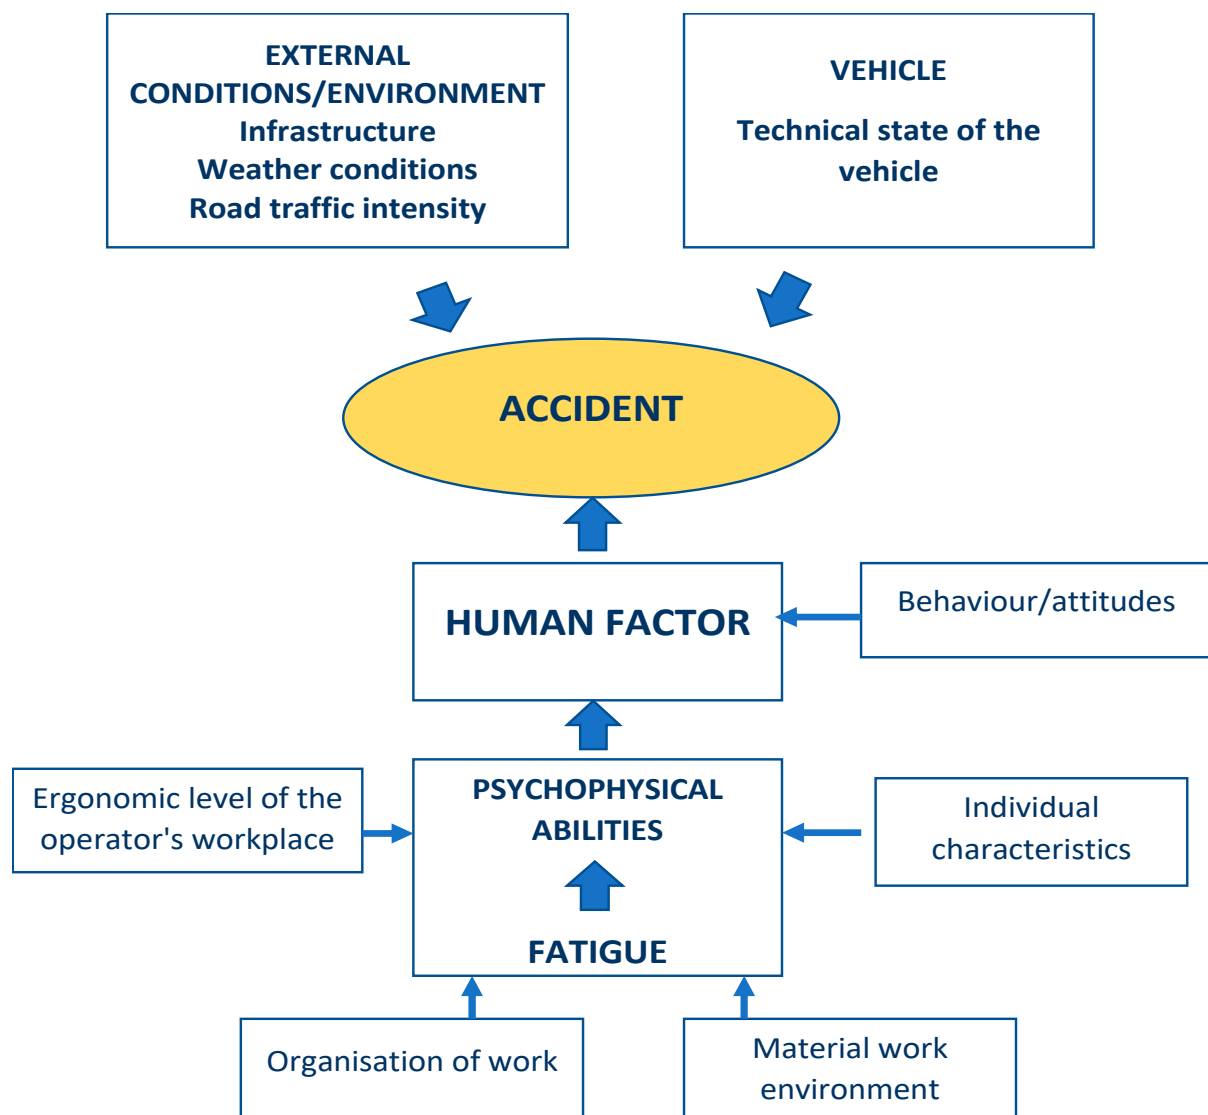 EXTERNAL
CONDITIONS/ENVIRONMENT
Infrastructure
Weather conditions
Road traffic intensity
VEHICLE
Technical state of the
vehicle
ACCIDENT
HUMAN FACTOR
Behaviour/attitudes
Ergonomic level of the
operator's workplace
PSYCHOPHYSICAL
ABILITIES
FATIGUE
Individual
characteristics
Organisation of work
Material work
environment